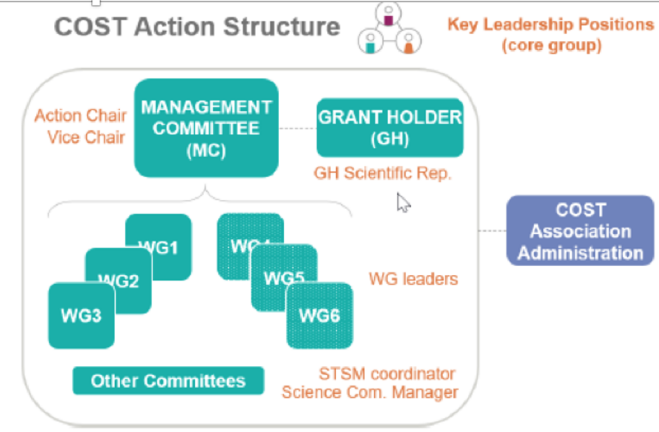 COST Action Structure
Key Leadership Positions
(core group)
Action Chair
Vice Chair
MANAGEMENT
COMMITTEE
(MC)
GRANT HOLDER
(GH)
GH Scientific Rep.
COST
Association
Administration
WG1
WG2
WG3
WG4
WG5
WG6
WG leaders
Other Committees
STSM coordinator
Science Com. Manager